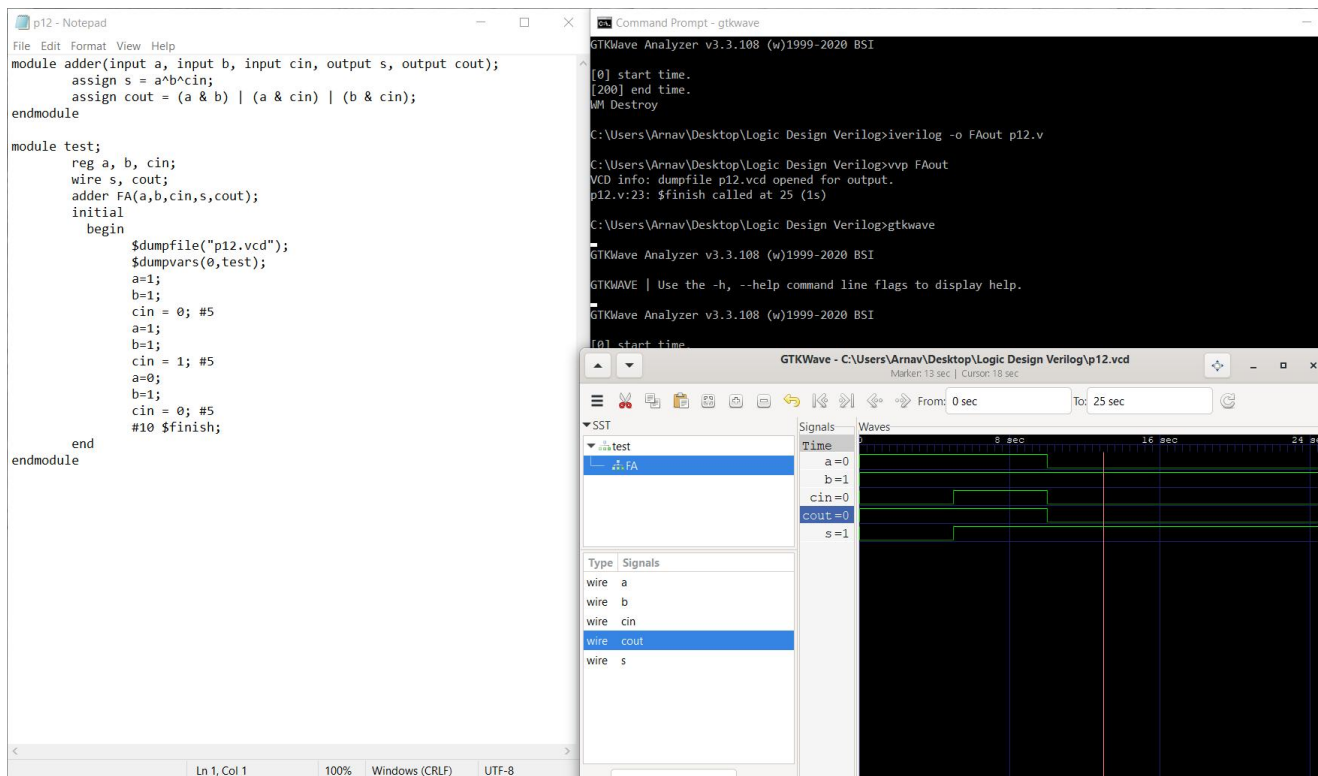 p12 - Notepad
File Edit Format View Help
module adder(input a, input b, input cin, output s, output cout);
assign s = a^b^cin;
assign cout = (a & b) | (a & cin) | (b & cin);
endmodule
module test;
reg a, b, cin;
wire s, cout;
adder FA(a,b,cin,s,cout);
initial
begin
$dumpfile("p12.vcd");
$dumpvars(0,test);
a=1;
b=1;
cin = 0; #5
a=1;
b=1;
cin = 1; #5
a=0;
b=1;
cin = 0; #5
#10 $finish;
end
endmodule
Ln 1, Col 1 100% Windows (CRLF) UTF-8
Command Prompt - gtkwave
GTKWave Analyzer v3.3.108 (w)1999-2020 BSI
[0] start time.
[200] end time.
WM Destroy
C:\Users\Arnav\Desktop\Logic Design Verilog>iverilog -o FAout p12.v
C:\Users\Arnav\Desktop\Logic Design Verilog>vvp FAout
VCD info: dumpfile p12.vcd opened for output.
p12.v:23: $finish called at 25 (1s)
C:\Users\Arnav\Desktop\Logic Design Verilog>gtkwave
GTKWave Analyzer v3.3.108 (w)1999-2020 BSI
GTKWAVE | Use the -h, --help command line flags to display help.
GTKWave Analyzer v3.3.108 (w)1999-2020 BSI
[0] start time.
GTKWave - C:\Users\Arnav\Desktop\Logic Design Verilog\p12.vcd
Marker: 13 sec | Cursor: 18 sec
From: 0 sec To: 25 sec
SST
test
FA
Type Signals
wire a
wire b
wire cin
wire cout
wire s
Signals Waves
Time 0 8 sec 16 sec 24 se
a=0
b=1
cin=0
cout=0
s=1